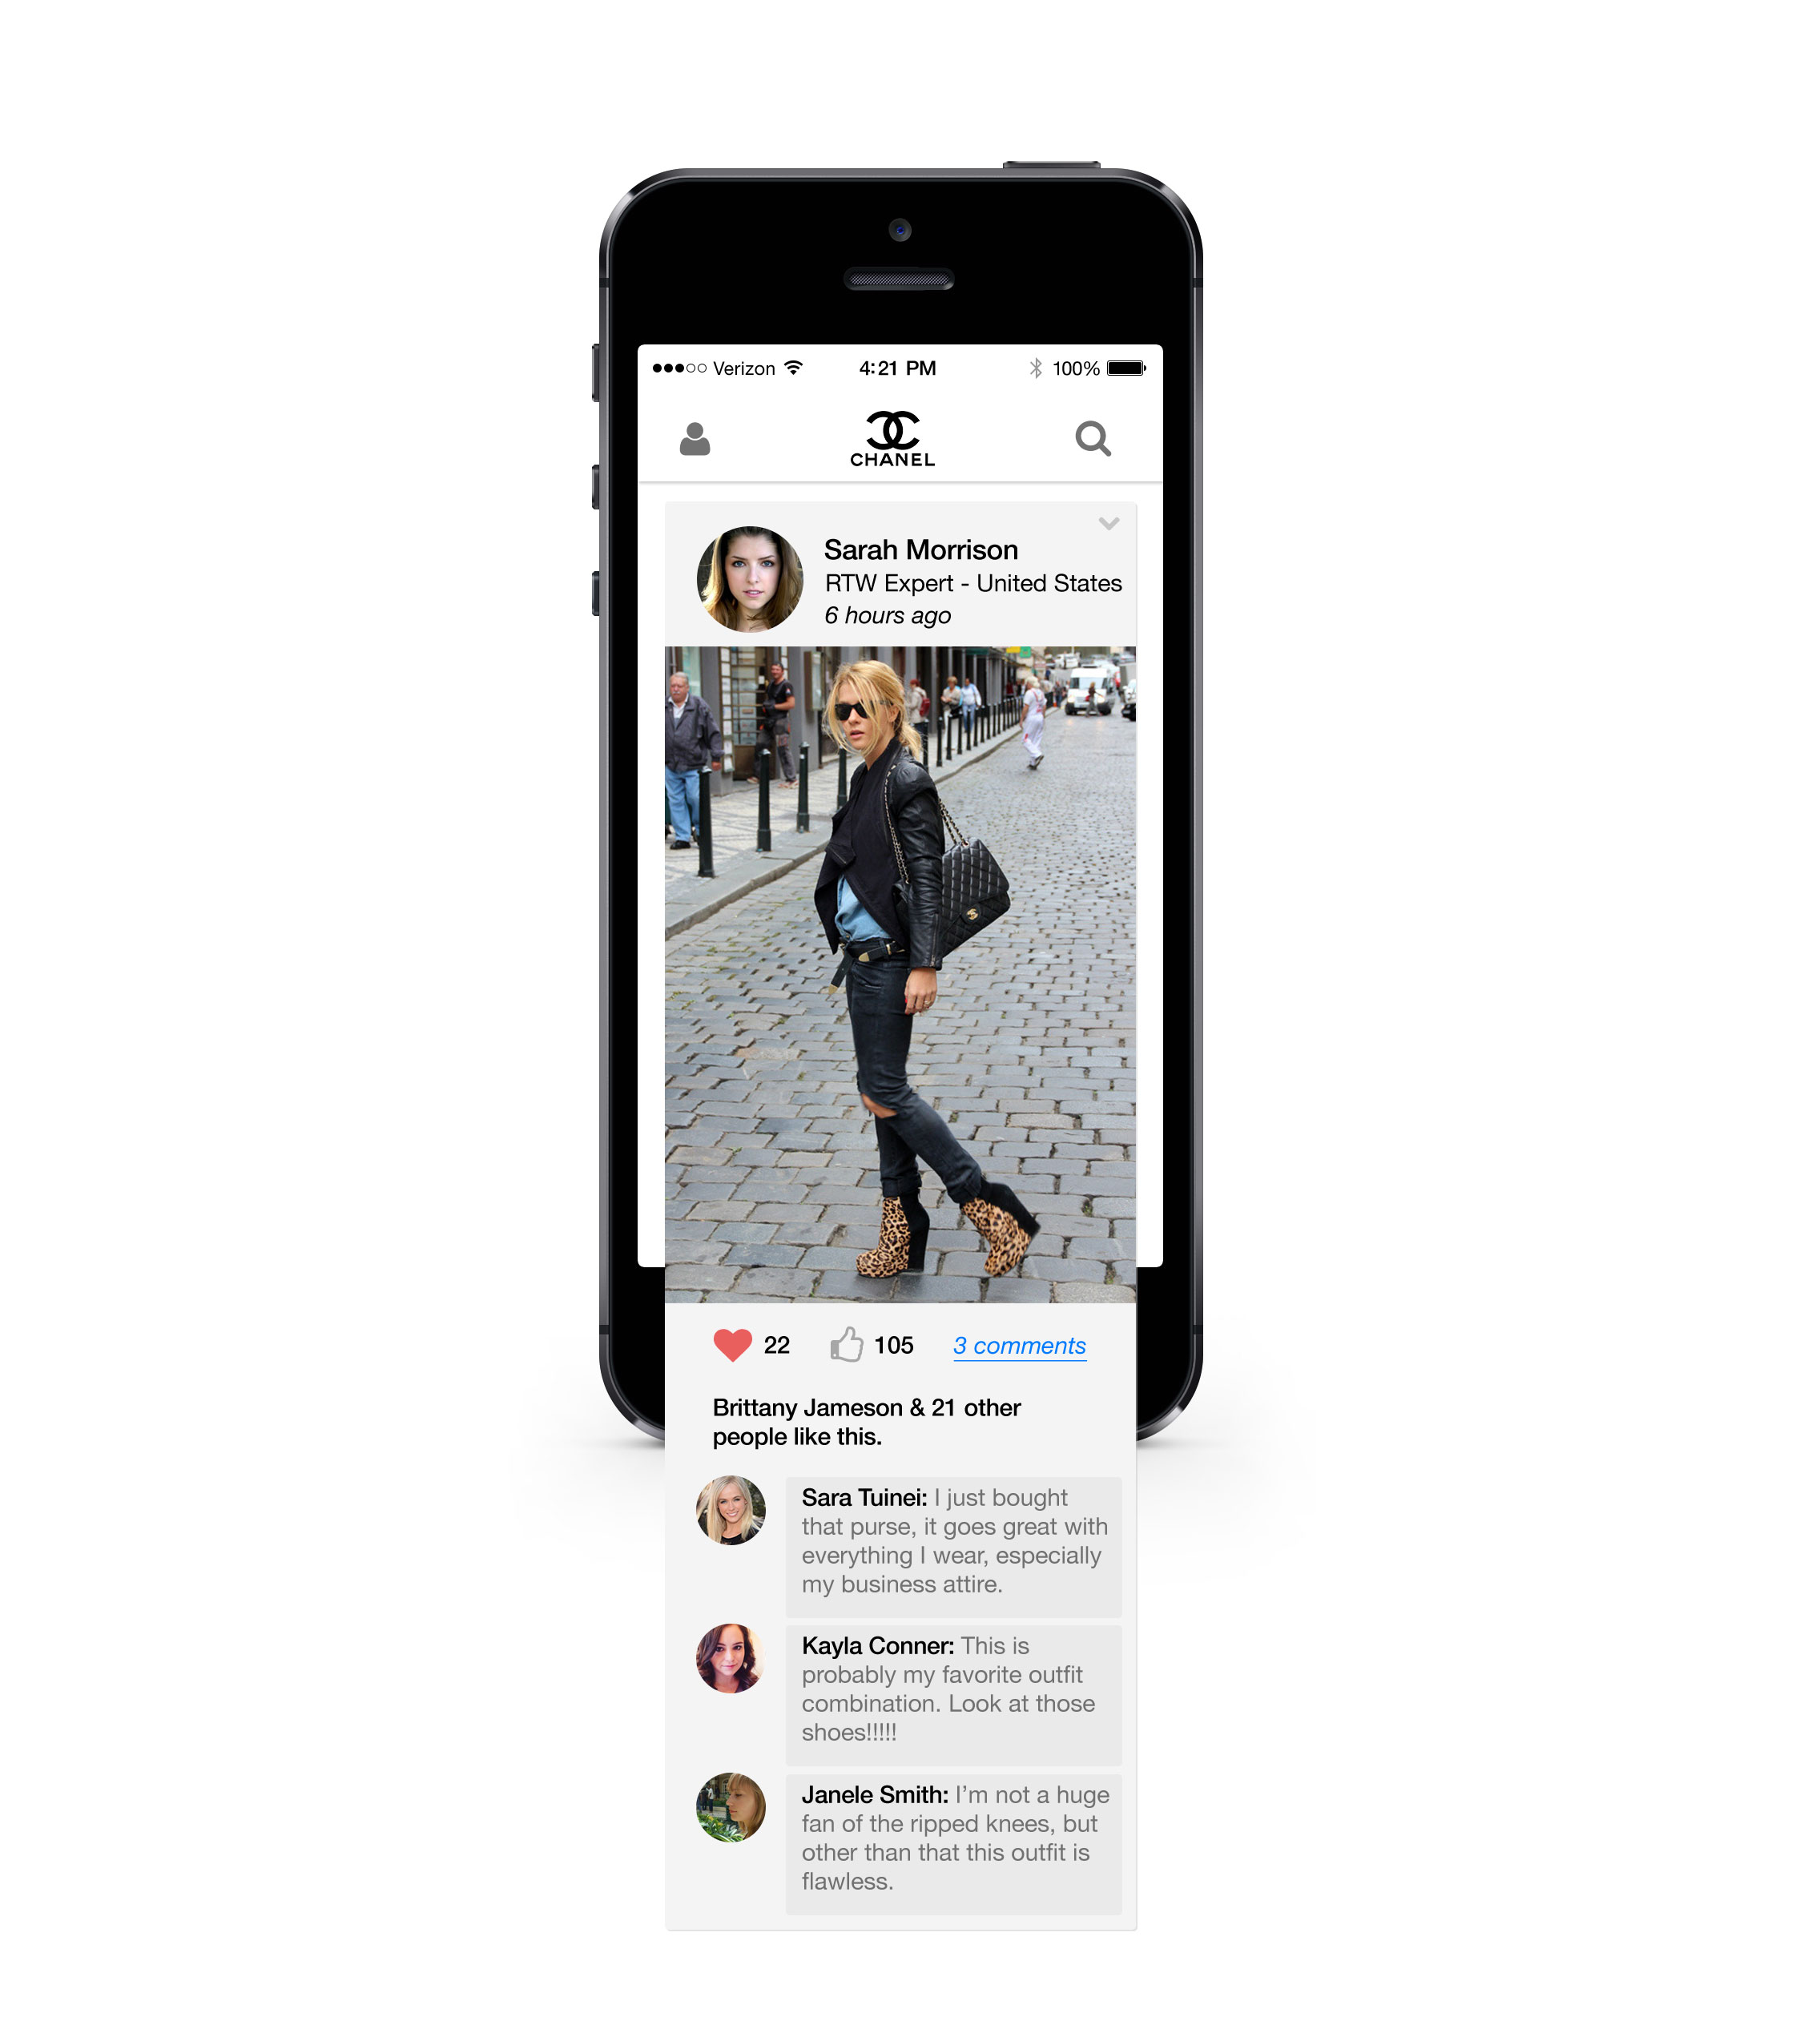 Verizon 4:21 PM 100%
CHANEL
Sarah Morrison
RTW Expert - United States
6 hours ago
22 105 3 comments
Brittany Jameson & 21 other
people like this.
Sara Tuinei: I just bought
that purse, it goes great with
everything I wear, especially
my business attire.
Kayla Conner: This is
probably my favorite outfit
combination. Look at those
shoes!!!!!
Janele Smith: I’m not a huge
fan of the ripped knees, but
other than that this outfit is
flawless.